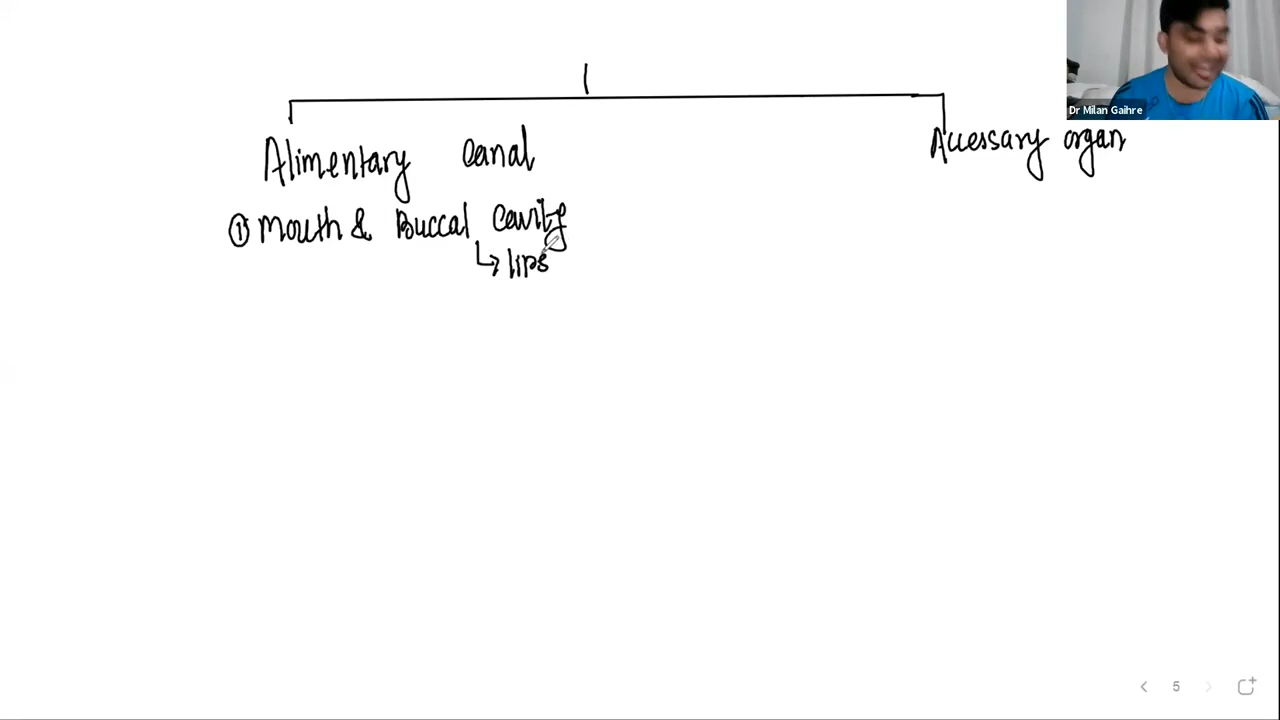 Dr Milan Gaihre
Alimentary canal
Accessary organ
① Mouth & Buccal Cavity
↳ lips
5